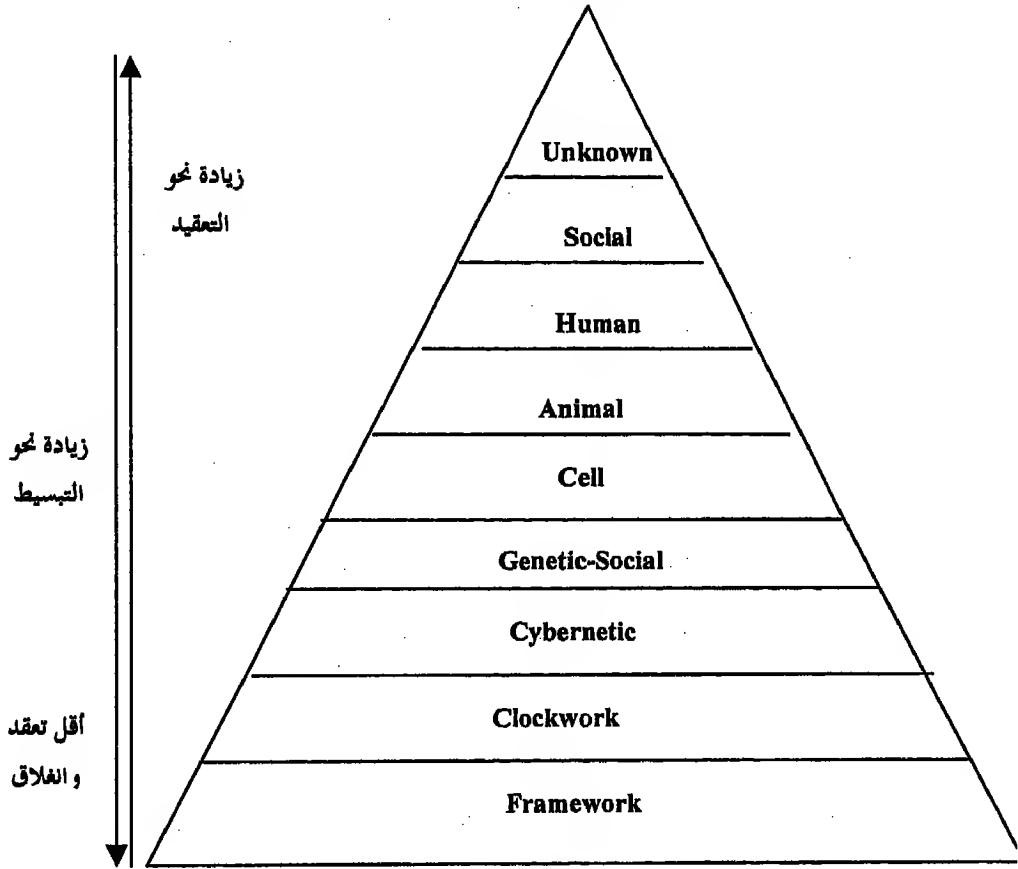 Unknown
زيادة نحو
التعقيد
Social
Human
Animal
زيادة نحو
التبسيط
Cell
Genetic-Social
Cybernetic
أقل تعقد
Clockwork
و انغلاق
Framework